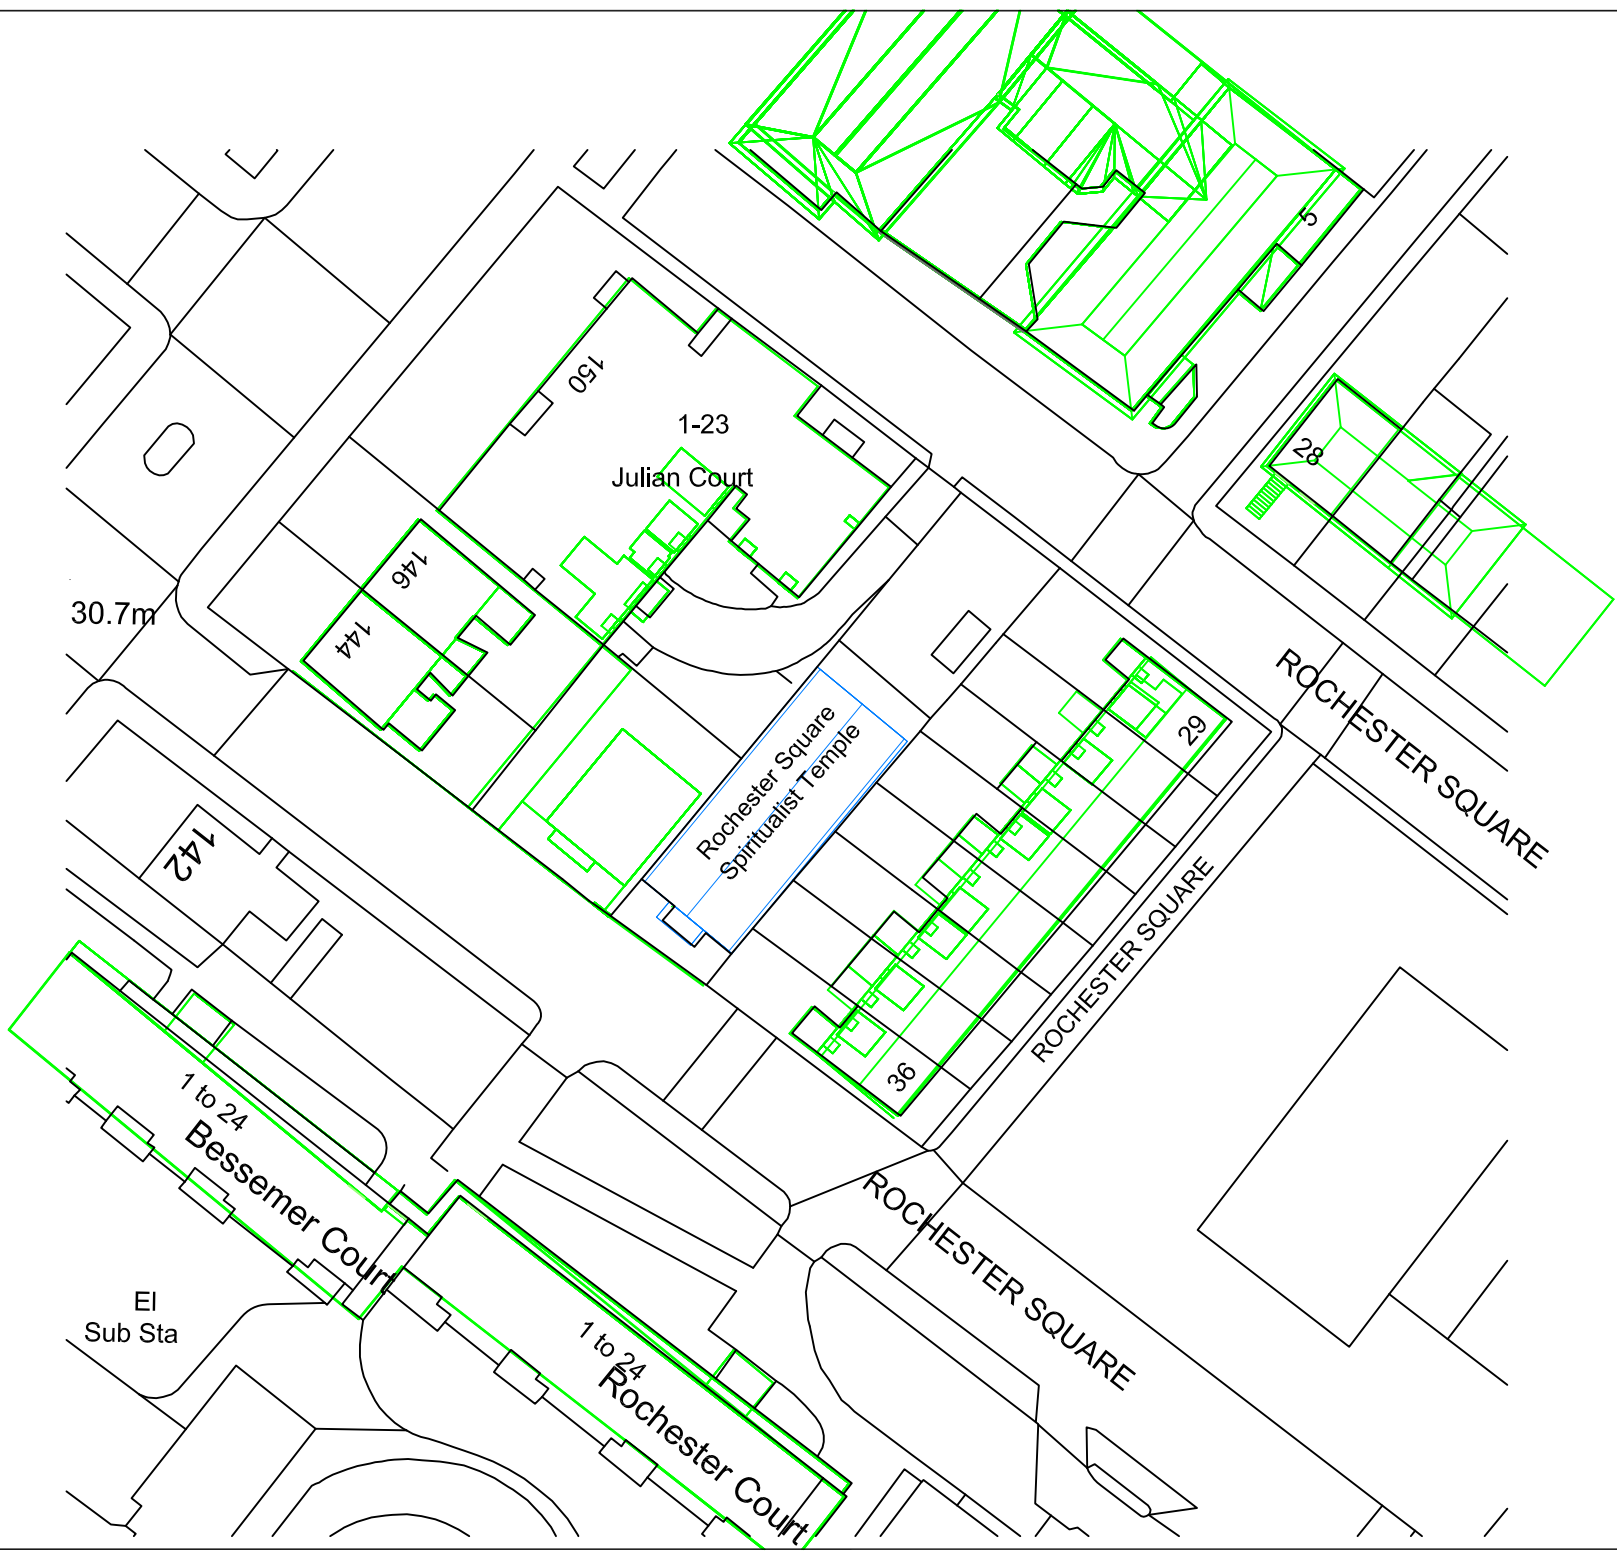 5
150
1-23
Julian Court
28
146
30.7m
144
ROCHESTER SQUARE
29
Rochester Square
Spiritualist Temple
142
ROCHESTER SQUARE
36
1 to 24
Bessemer Court
ROCHESTER SQUARE
El
Sub Sta
1 to 24
Rochester Court